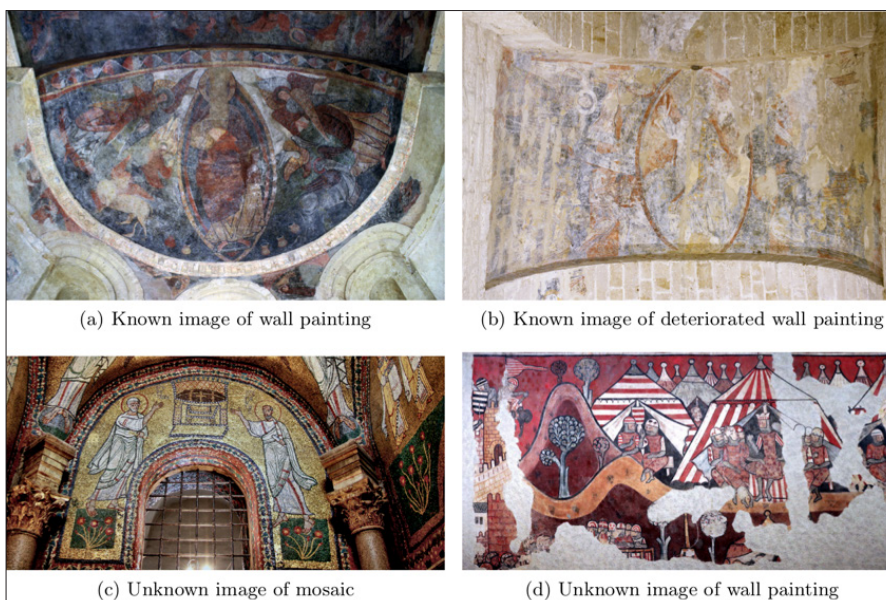 (a) Known image of wall painting
(b) Known image of deteriorated wall painting
(c) Unknown image of mosaic
(d) Unknown image of wall painting